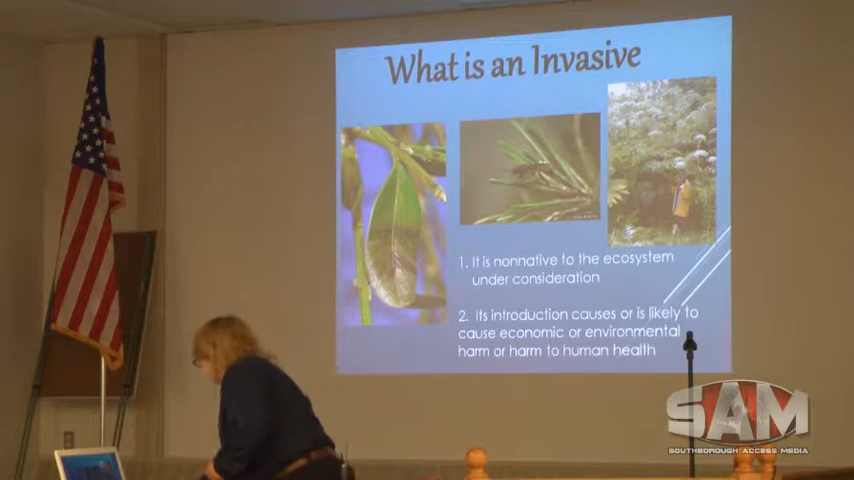 What is an Invasive
1. It is nonnative to the ecosystem
under consideration
2. Its introduction causes or is likely to
cause economic or environmental
harm or harm to human health
SAM
SOUTHBOROUGH ACCESS MEDIA